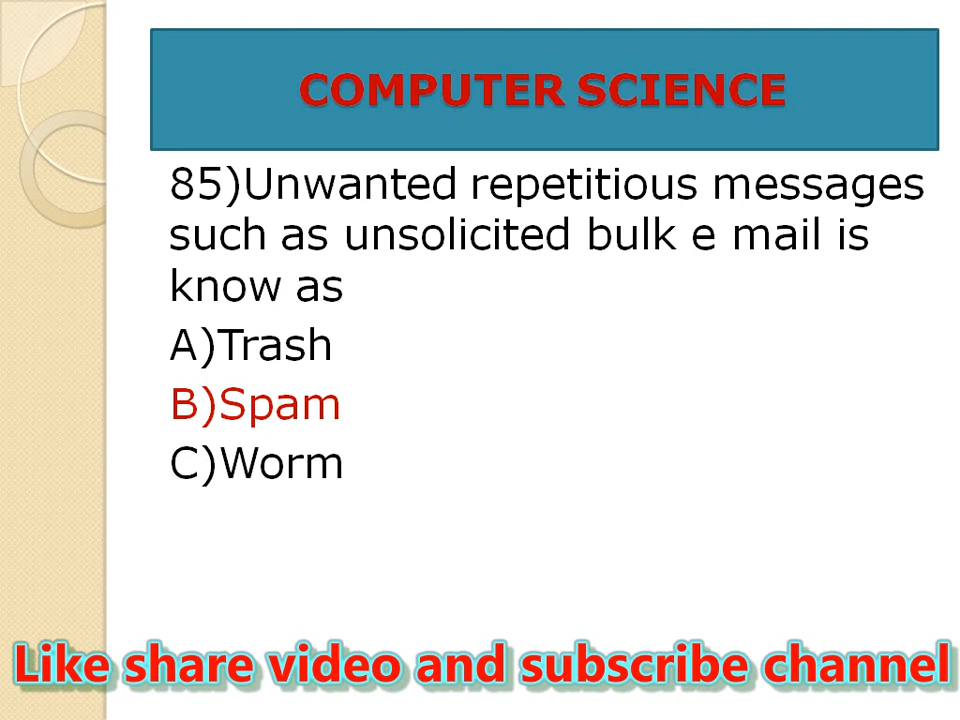 COMPUTER SCIENCE
85)Unwanted repetitious messages
such as unsolicited bulk e mail is
know as
A)Trash
B)Spam
C)Worm
Like share video and subscribe channel